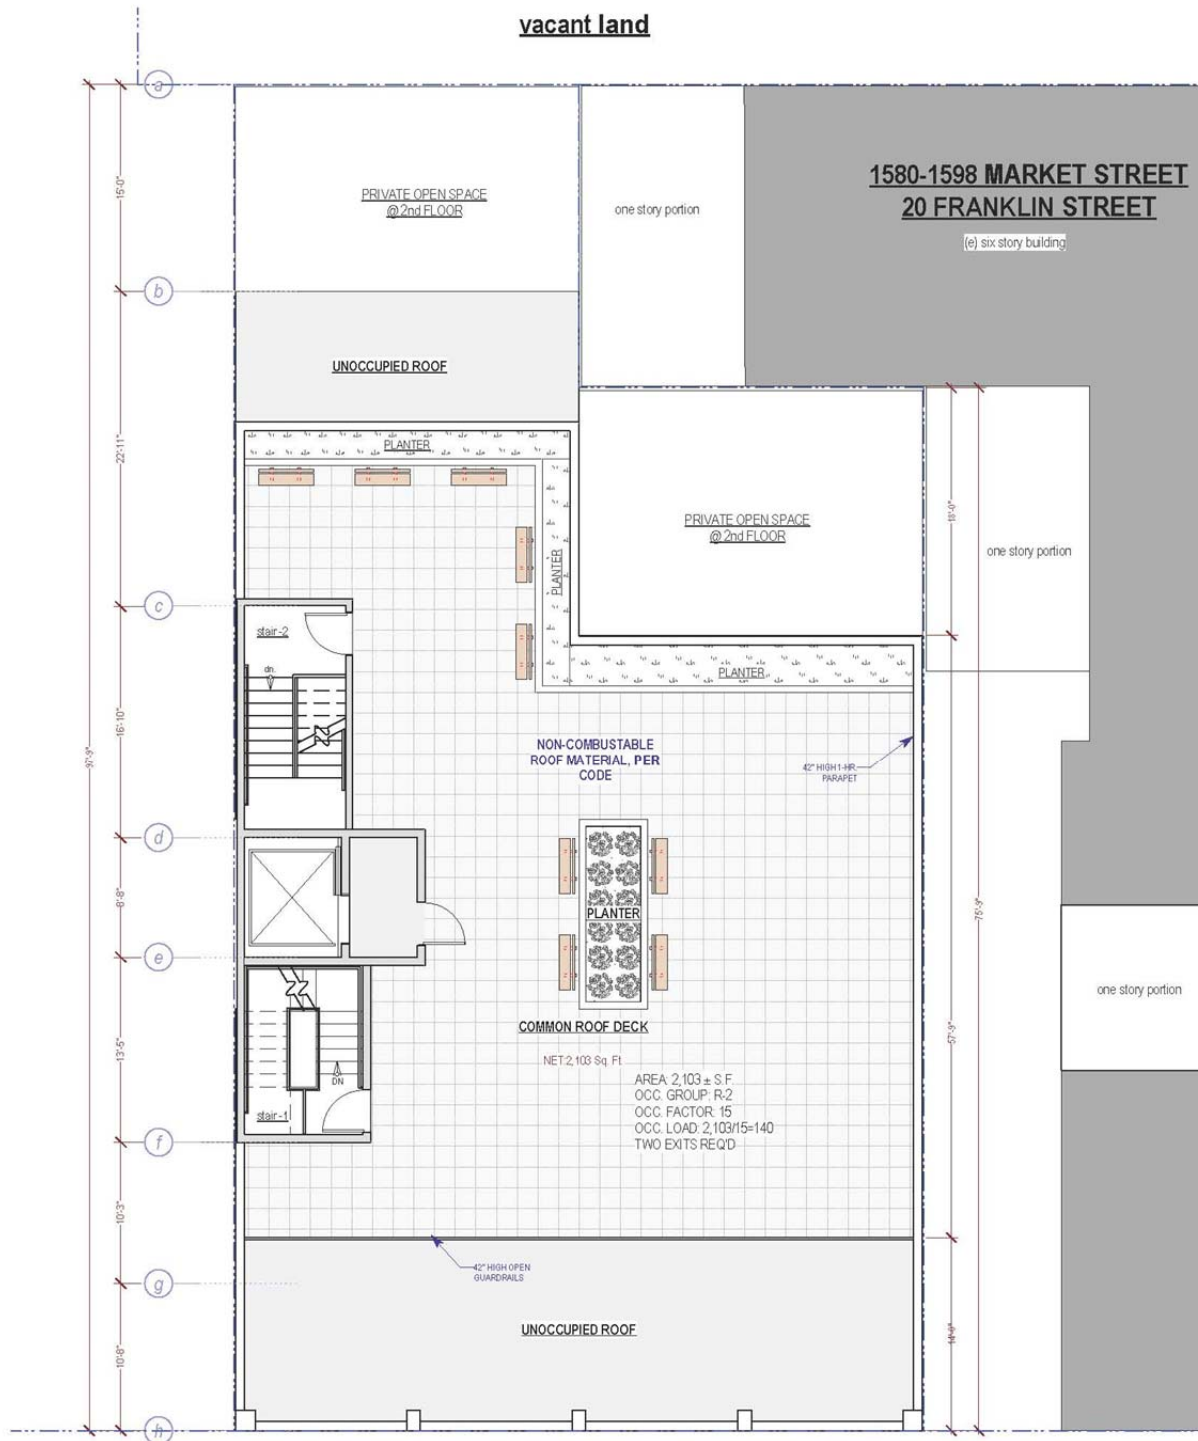 vacant land
a
1580-1598 MARKET STREET
20 FRANKLIN STREET
(e) six story building
PRIVATE OPEN SPACE
@ 2nd FLOOR
one story portion
15'-0"
b
UNOCCUPIED ROOF
22'-11"
PLANTER
PRIVATE OPEN SPACE
@ 2nd FLOOR
18'-0"
one story portion
PLANTER
c
stair-2
dn.
PLANTER
16'-10"
97'-9"
NON-COMBUSTABLE
ROOF MATERIAL, PER
CODE
42" HIGH 1-HR.
PARAPET
d
8'-8"
PLANTER
75'-9"
e
one story portion
COMMON ROOF DECK
57'-9"
13'-5"
NET 2,103 Sq. Ft
DN
AREA: 2,103 ± S.F.
OCC. GROUP: R-2
OCC. FACTOR: 15
OCC. LOAD: 2,103/15=140
TWO EXITS REQ'D
stair-1
f
10'-3"
42" HIGH OPEN
GUARDRAILS
g
UNOCCUPIED ROOF
10'-8"
h